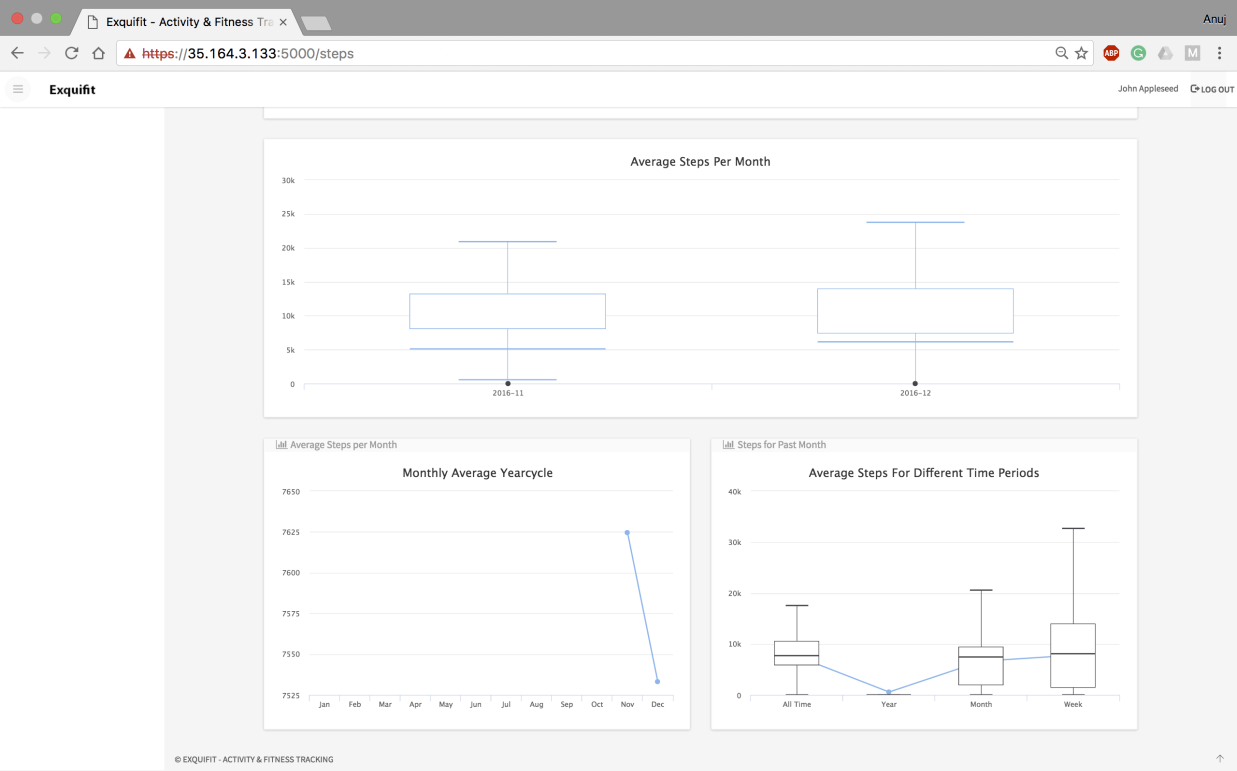 Exquifit - Activity & Fitness Tra
Anuj
https://35.164.3.133:5000/steps
ABP
G
M
Exquifit
John Appleseed
LOG OUT
Average Steps Per Month
30k
25k
20k
15k
10k
5k
0
2016-11
2016-12
Average Steps per Month
Monthly Average Yearcycle
7650
7625
7600
7575
7550
7525
Jan Feb Mar Apr May Jun Jul Aug Sep Oct Nov Dec
Steps for Past Month
Average Steps For Different Time Periods
40k
30k
20k
10k
0
All Time Year Month Week
© EXQUIFIT - ACTIVITY & FITNESS TRACKING